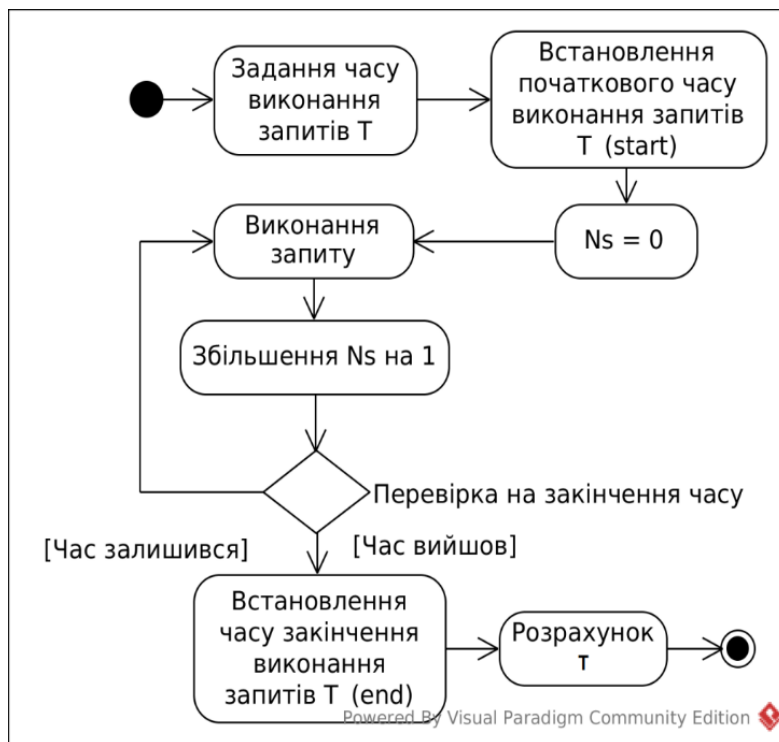 Задання часу
виконання
запитів T
Встановлення
початкового часу
виконання запитів
T (start)
Виконання
запиту
Ns = 0
Збільшення Ns на 1
Перевірка на закінчення часу
[Час залишився]
[Час вийшов]
Встановлення
часу закінчення
виконання
запитів T (end)
Розрахунок
τ
Powered By Visual Paradigm Community Edition